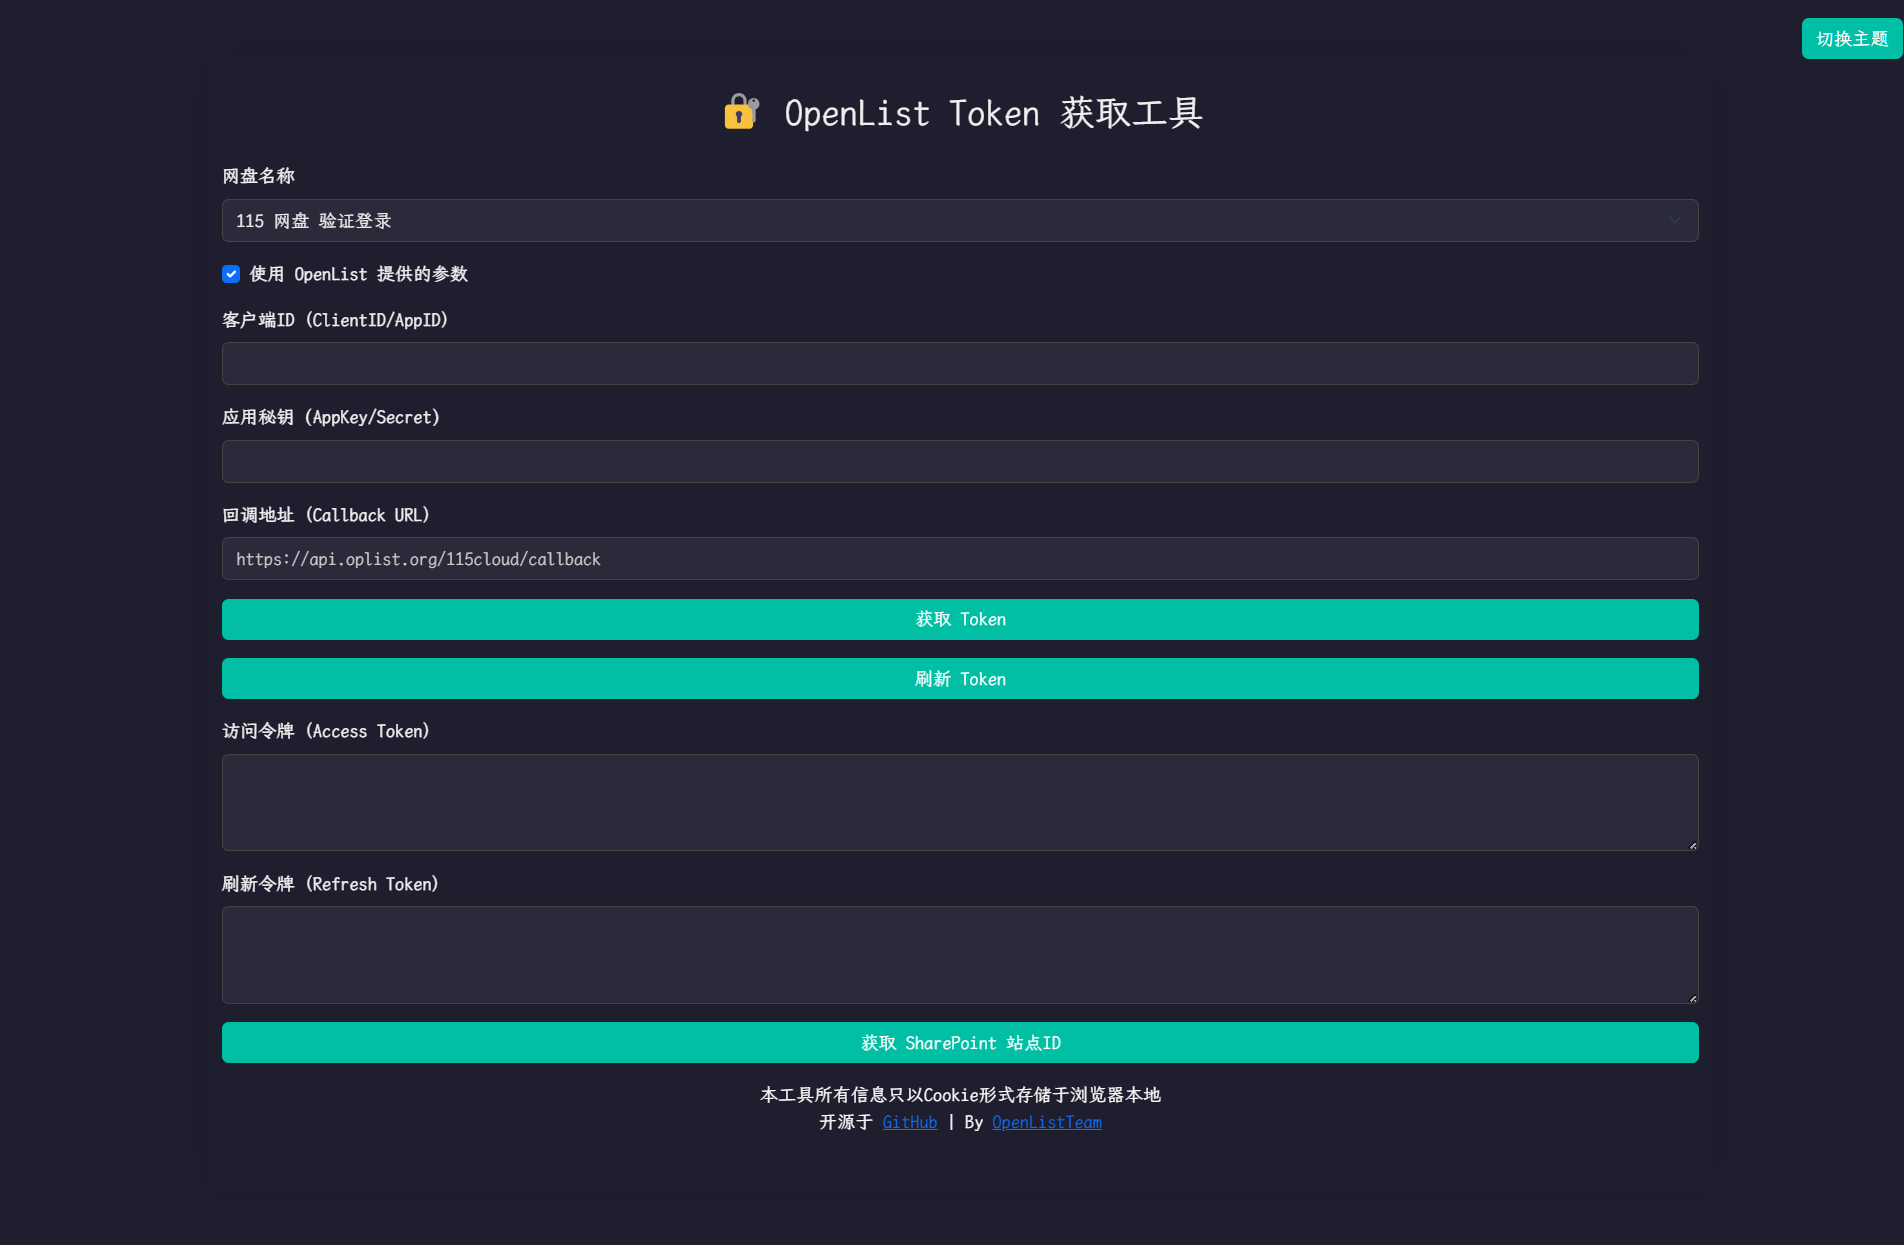 切换主题
OpenList Token 获取工具
网盘名称
115 网盘 验证登录
使用 OpenList 提供的参数
客户端ID (ClientID/AppID)
应用秘钥 (AppKey/Secret)
回调地址 (Callback URL)
https://api.oplist.org/115cloud/callback
获取 Token
刷新 Token
访问令牌 (Access Token)
刷新令牌 (Refresh Token)
获取 SharePoint 站点ID
本工具所有信息只以Cookie形式存储于浏览器本地
开源于 GitHub | By OpenListTeam